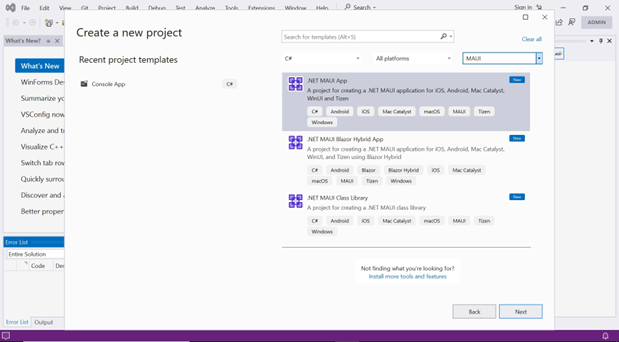 File Edit View Git Project Build Debug Test Analyze Tools Extensions Window Help Search Sign in
ADMIN
What's New?
What's New
WinForms Des
Summarize yo
VSConfig now
Analyze and tr
Visualize C++
Switch tab row
Quickly surrou
Discover and a
Better proper
Error List
Entire Solution
Code Des
Error List Output
Create a new project
Search for templates (Alt+S)
Clear all
Recent project templates
C# All platforms MAUI
Console App C#
.NET MAUI App New
A project for creating a .NET MAUI application for iOS, Android, Mac Catalyst,
WinUI and Tizen
C# Android iOS Mac Catalyst macOS MAUI Tizen
Windows
.NET MAUI Blazor Hybrid App New
A project for creating a .NET MAUI application for iOS, Android, Mac Catalyst,
WinUI, and Tizen using Blazor Hybrid
C# Android Blazor Blazor Hybrid iOS Mac Catalyst
macOS MAUI Tizen Windows
.NET MAUI Class Library New
A project for creating a .NET MAUI class library
C# Android iOS Mac Catalyst macOS MAUI Tizen
Windows
Not finding what you're looking for?
Install more tools and features
Back Next